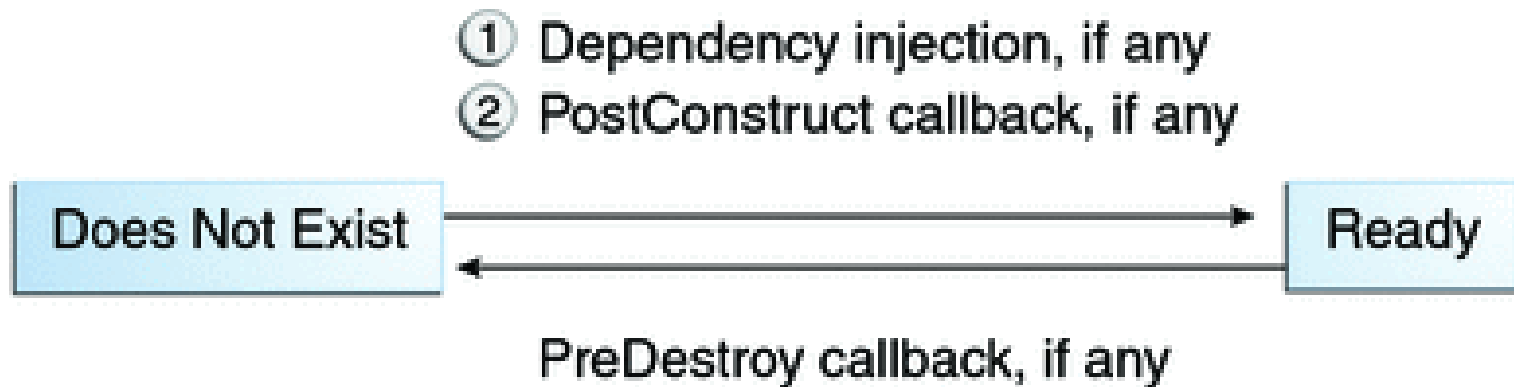 1 Dependency injection, if any
2 PostConstruct callback, if any
Does Not Exist
Ready
PreDestroy callback, if any